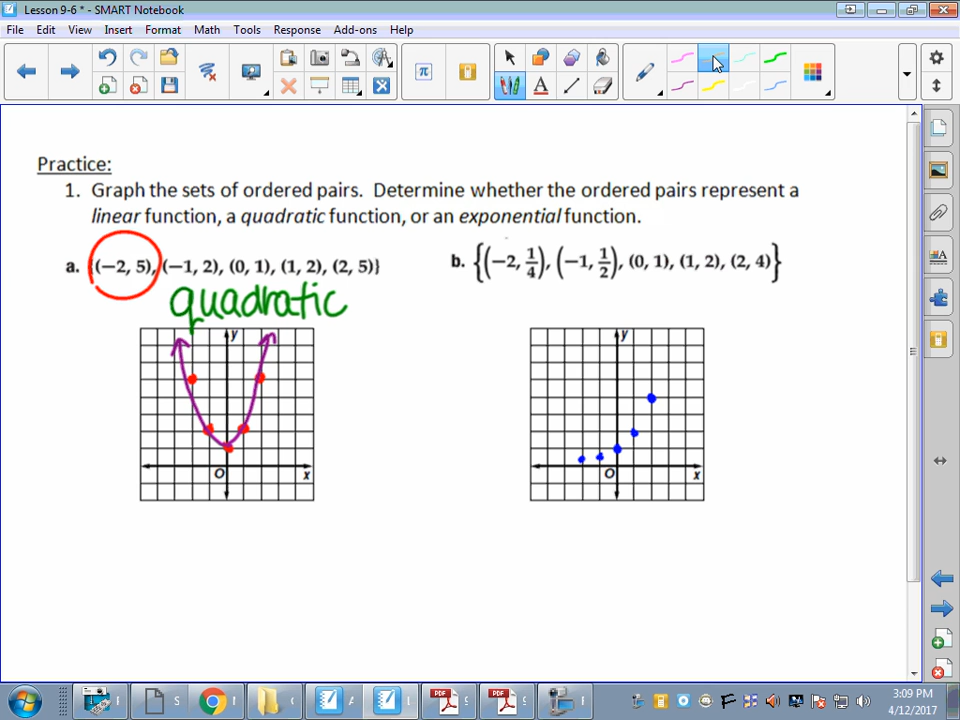 Lesson 9-6 * - SMART Notebook
File Edit View Insert Format Math Tools Response Add-ons Help
π
A
Practice:
1. Graph the sets of ordered pairs. Determine whether the ordered pairs represent a
linear function, a quadratic function, or an exponential function.
a. {(−2, 5), (−1, 2), (0, 1), (1, 2), (2, 5)}
b. {(−2, 1/4), (−1, 1/2), (0, 1), (1, 2), (2, 4)}
quadratic
y
O
x
y
O
x
3:09 PM
4/12/2017